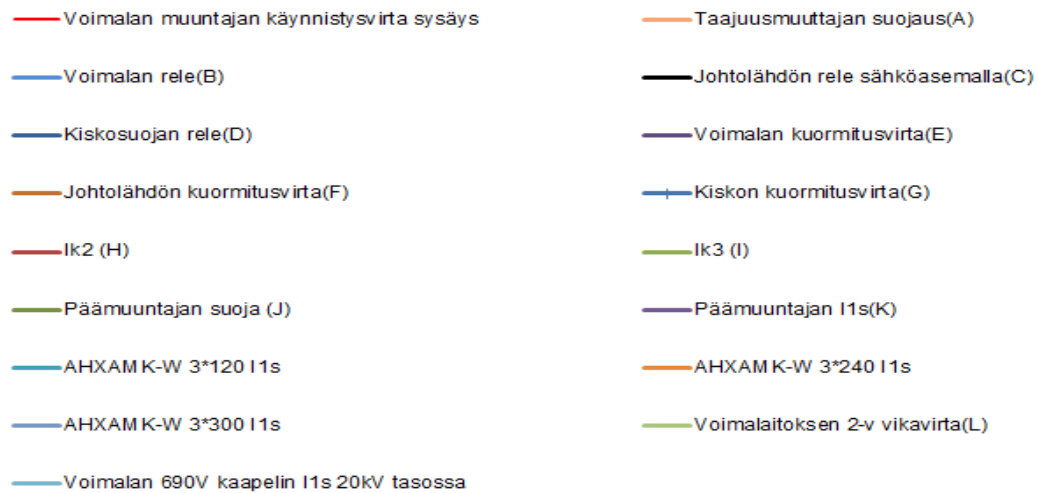 Voimalan muuntajan käynnistysvirta sysäys
Taajuusmuuttajan suojaus(A)
Voimalan rele(B)
Johtolähdön rele sähköasemalla(C)
Kiskosuojan rele(D)
Voimalan kuormitusvirta(E)
Johtolähdön kuormitusvirta(F)
Kiskon kuormitusvirta(G)
Ik2 (H)
Ik3 (I)
Päämuuntajan suoja (J)
Päämuuntajan I1s(K)
AHXAMK-W 3*120 I1s
AHXAMK-W 3*240 I1s
AHXAMK-W 3*300 I1s
Voimalaitoksen 2-v vikavirta(L)
Voimalan 690V kaapelin I1s 20kV tasossa